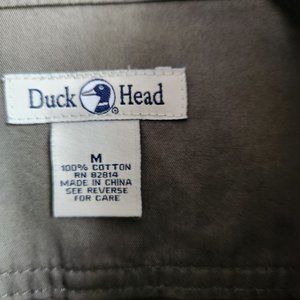 Duck Head
M
100% COTTON
RN 82814
MADE IN CHINA
SEE REVERSE
FOR CARE